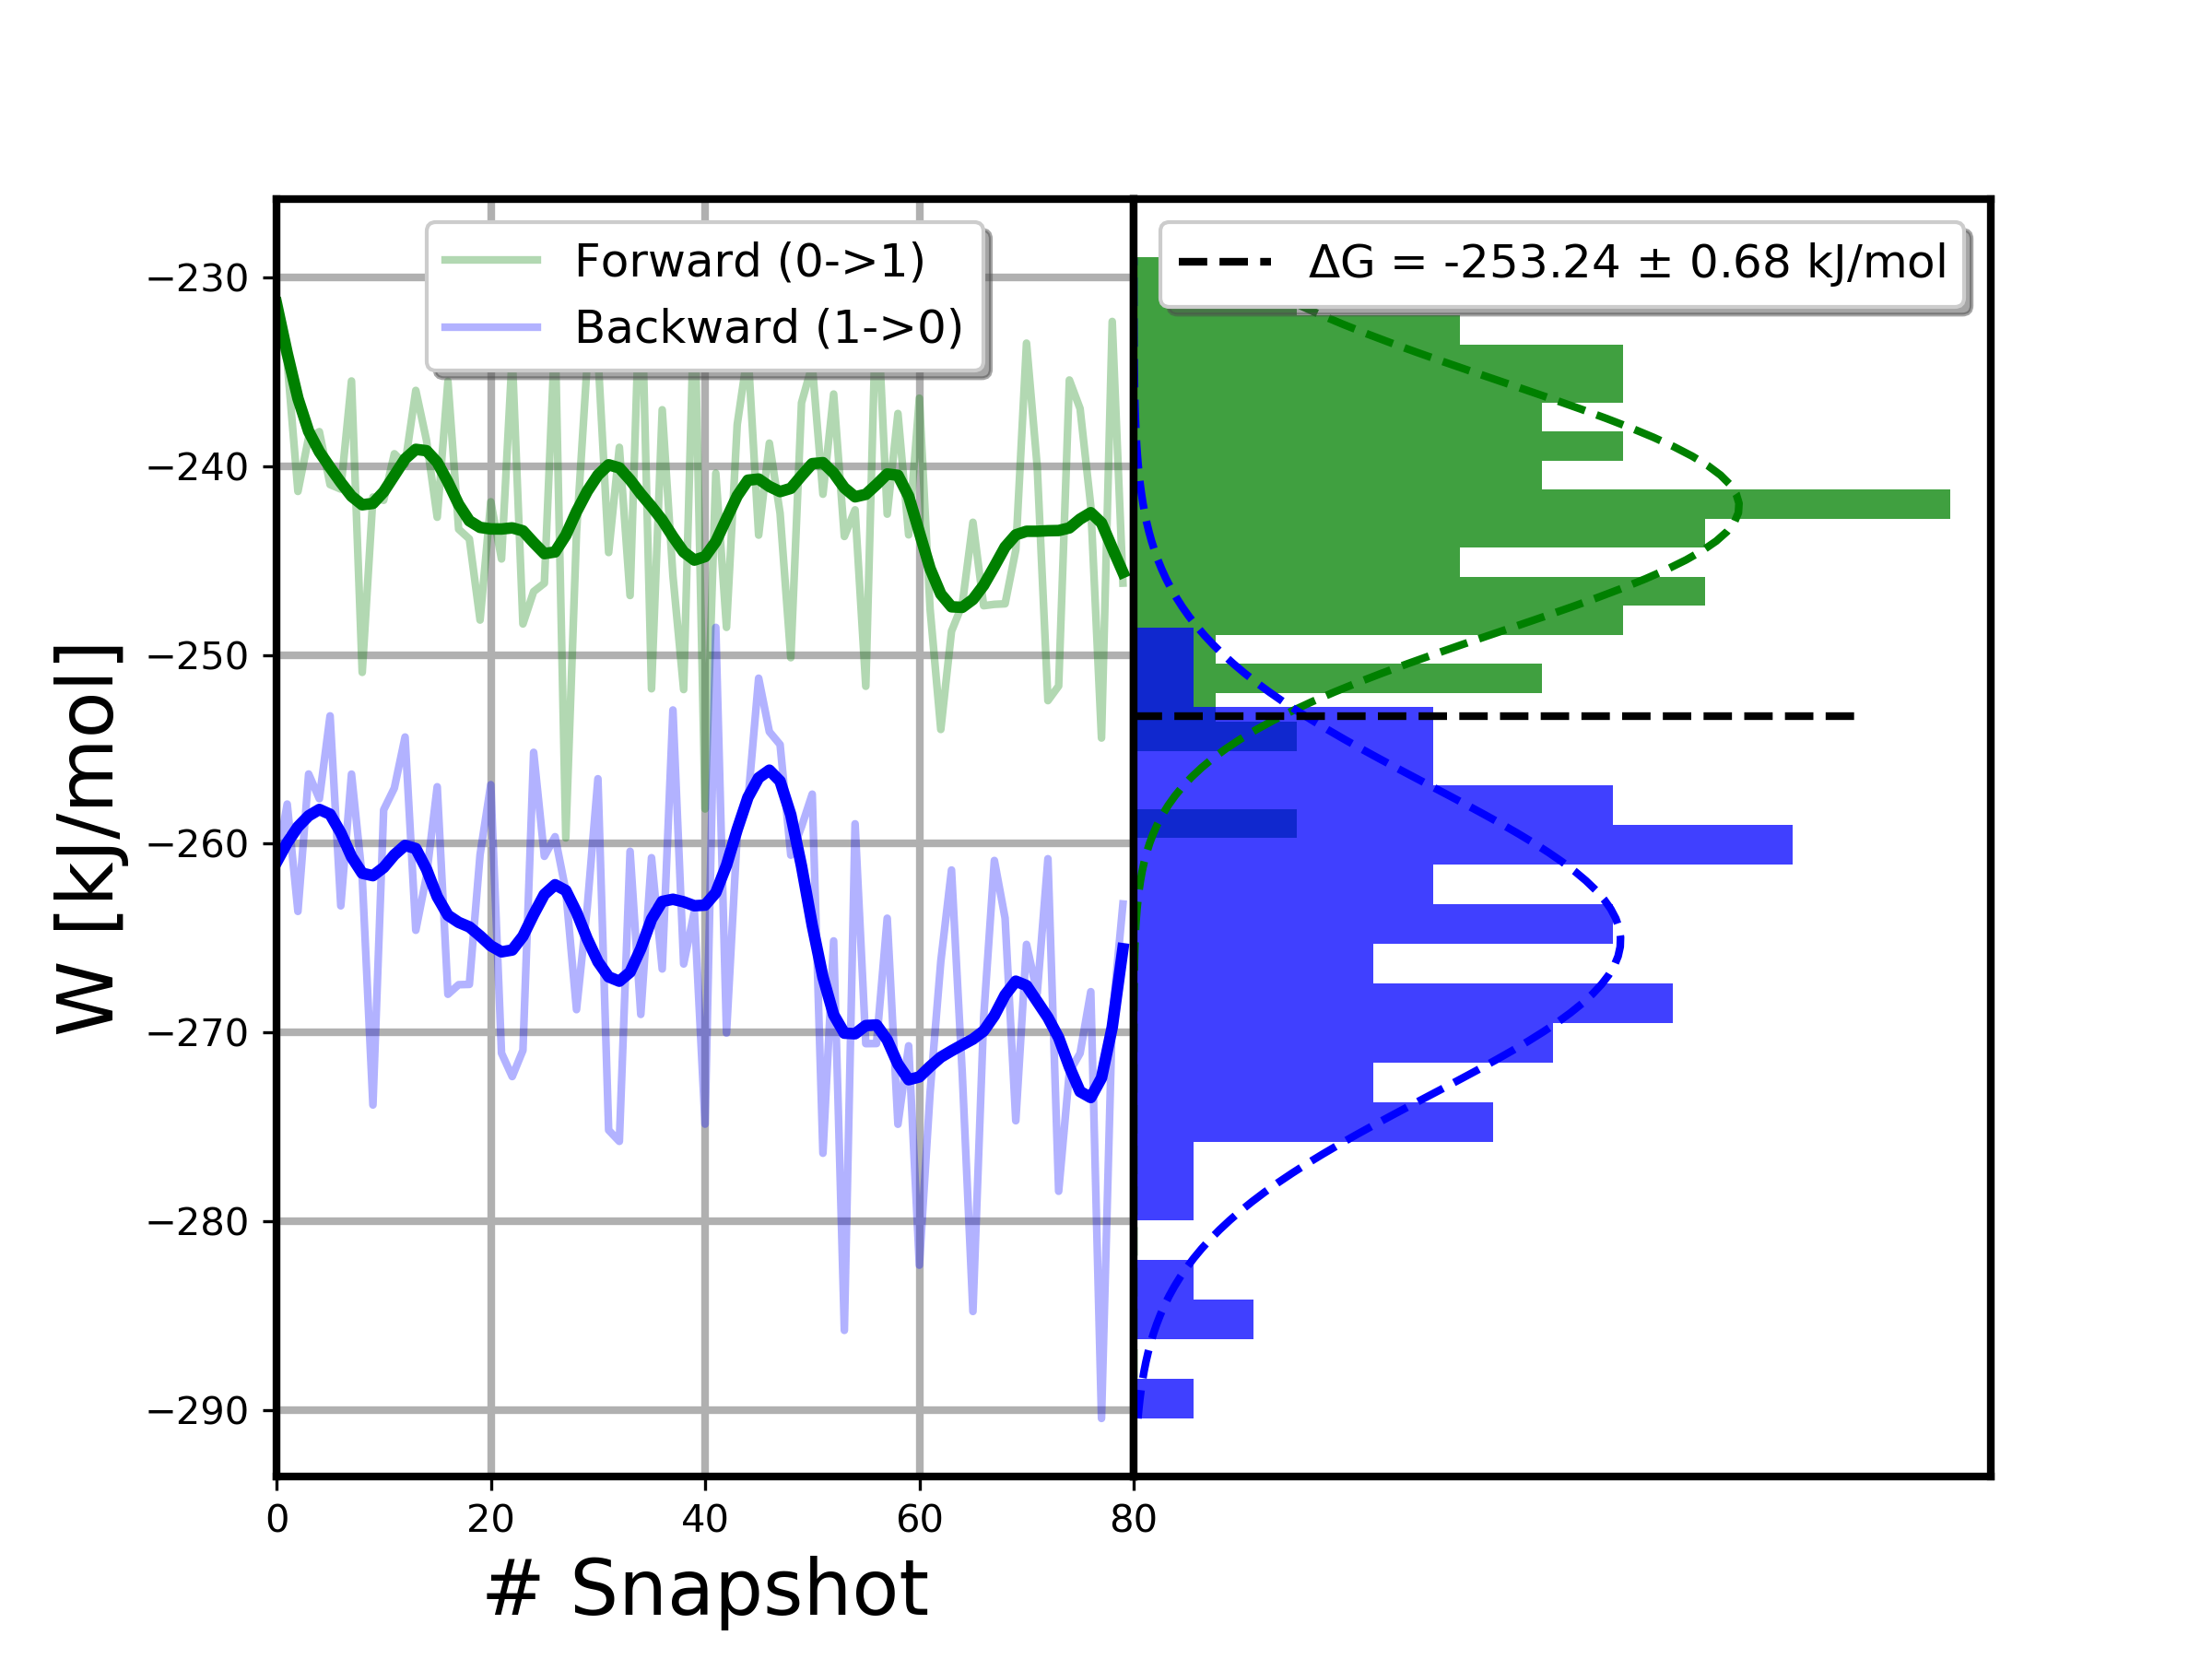 Forward (0->1)
Backward (1->0)
ΔG = -253.24 ± 0.68 kJ/mol
W [kJ/mol]
−230
−240
−250
−260
−270
−280
−290
0 20 40 60 80
# Snapshot